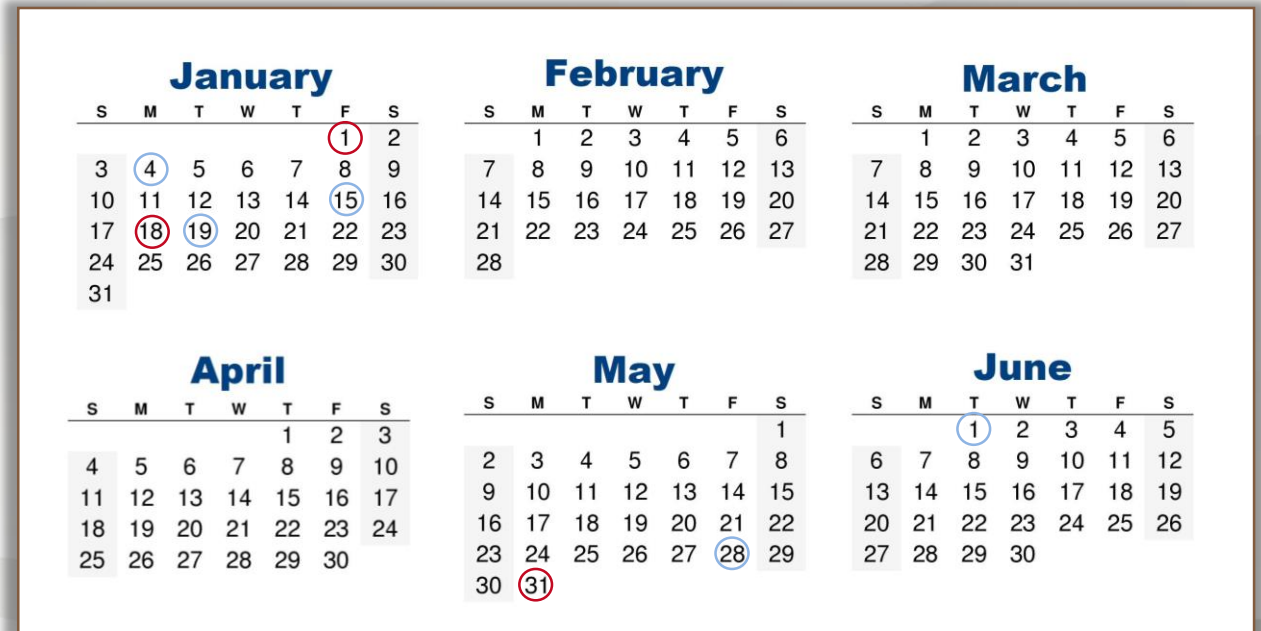 January
S M T W T F S
1 2
3 4 5 6 7 8 9
10 11 12 13 14 15 16
17 18 19 20 21 22 23
24 25 26 27 28 29 30
31
February
S M T W T F S
1 2 3 4 5 6
7 8 9 10 11 12 13
14 15 16 17 18 19 20
21 22 23 24 25 26 27
28
March
S M T W T F S
1 2 3 4 5 6
7 8 9 10 11 12 13
14 15 16 17 18 19 20
21 22 23 24 25 26 27
28 29 30 31
April
S M T W T F S
1 2 3
4 5 6 7 8 9 10
11 12 13 14 15 16 17
18 19 20 21 22 23 24
25 26 27 28 29 30
May
S M T W T F S
1
2 3 4 5 6 7 8
9 10 11 12 13 14 15
16 17 18 19 20 21 22
23 24 25 26 27 28 29
30 31
June
S M T W T F S
1 2 3 4 5
6 7 8 9 10 11 12
13 14 15 16 17 18 19
20 21 22 23 24 25 26
27 28 29 30